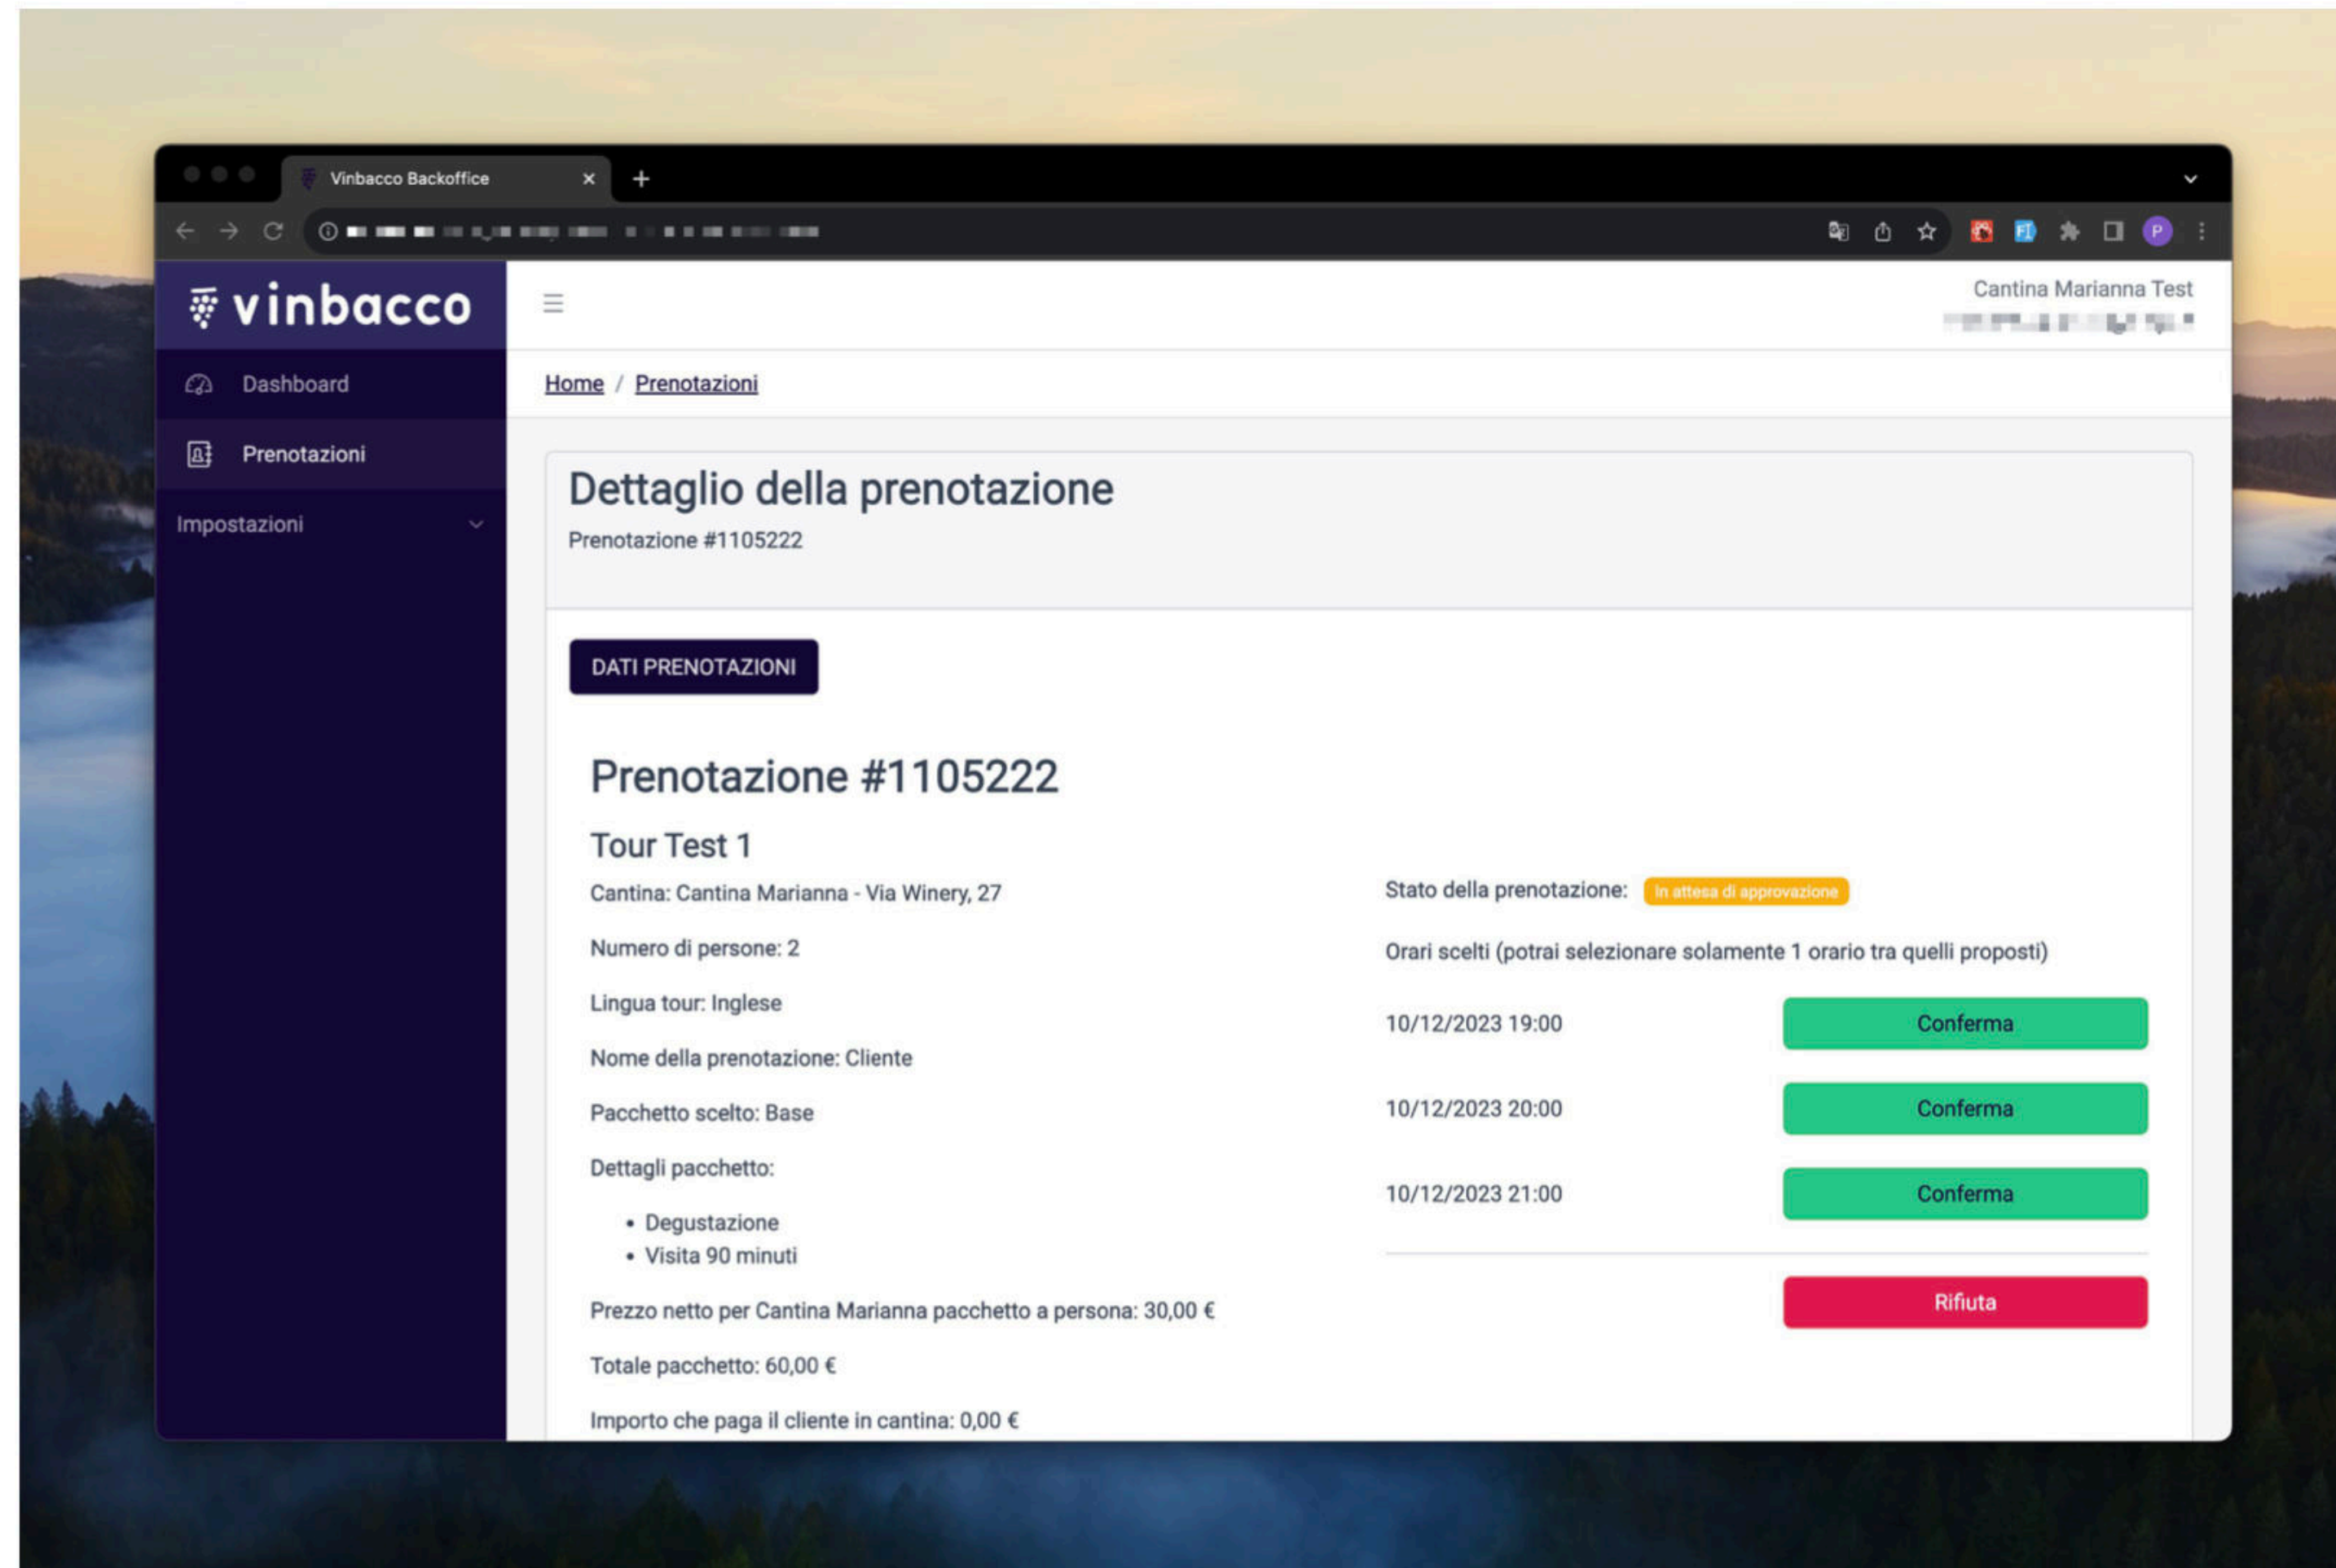 Vinbacco Backoffice
P
vinbacco
Cantina Marianna Test
Dashboard
Home / Prenotazioni
Prenotazioni
Impostazioni
Dettaglio della prenotazione
Prenotazione #1105222
DATI PRENOTAZIONI
Prenotazione #1105222
Tour Test 1
Cantina: Cantina Marianna - Via Winery, 27
Numero di persone: 2
Lingua tour: Inglese
Nome della prenotazione: Cliente
Pacchetto scelto: Base
Dettagli pacchetto:
• Degustazione
• Visita 90 minuti
Prezzo netto per Cantina Marianna pacchetto a persona: 30,00 €
Totale pacchetto: 60,00 €
Importo che paga il cliente in cantina: 0,00 €
Stato della prenotazione: In attesa di approvazione
Orari scelti (potrai selezionare solamente 1 orario tra quelli proposti)
10/12/2023 19:00 Conferma
10/12/2023 20:00 Conferma
10/12/2023 21:00 Conferma
Rifiuta